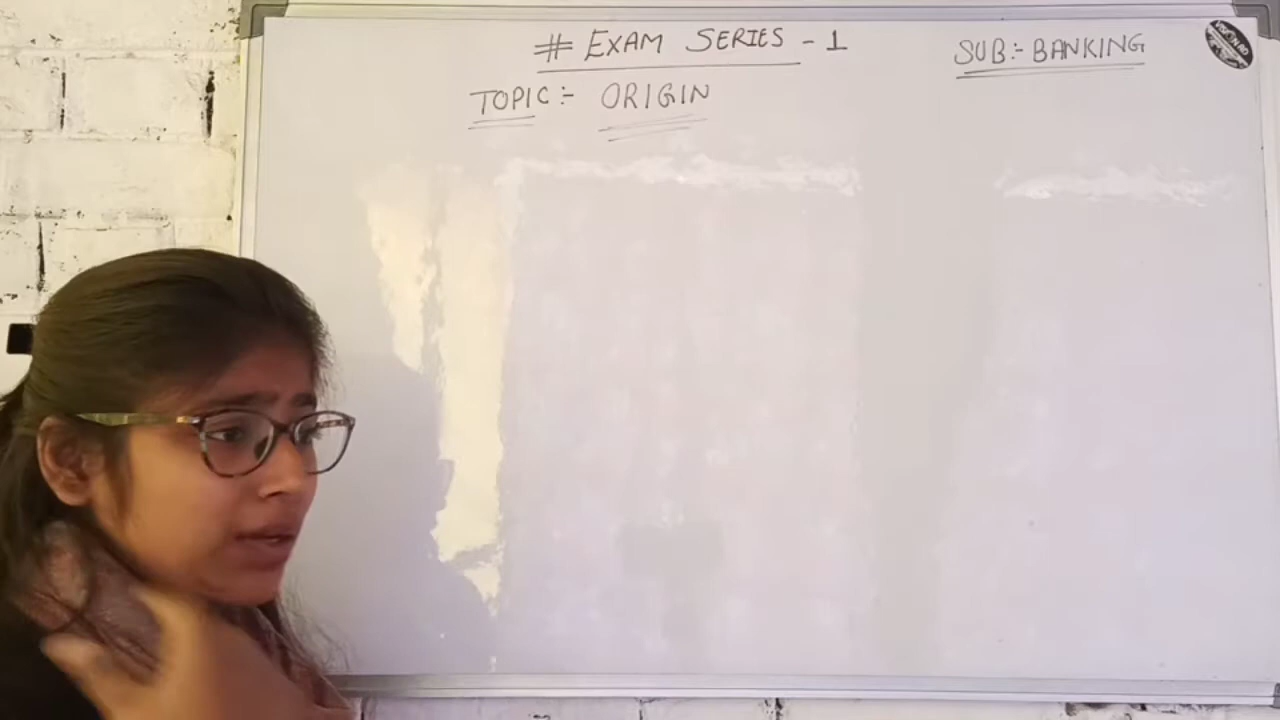 # EXAM SERIES - 1
SUB:- BANKING
TOPIC:- ORIGIN